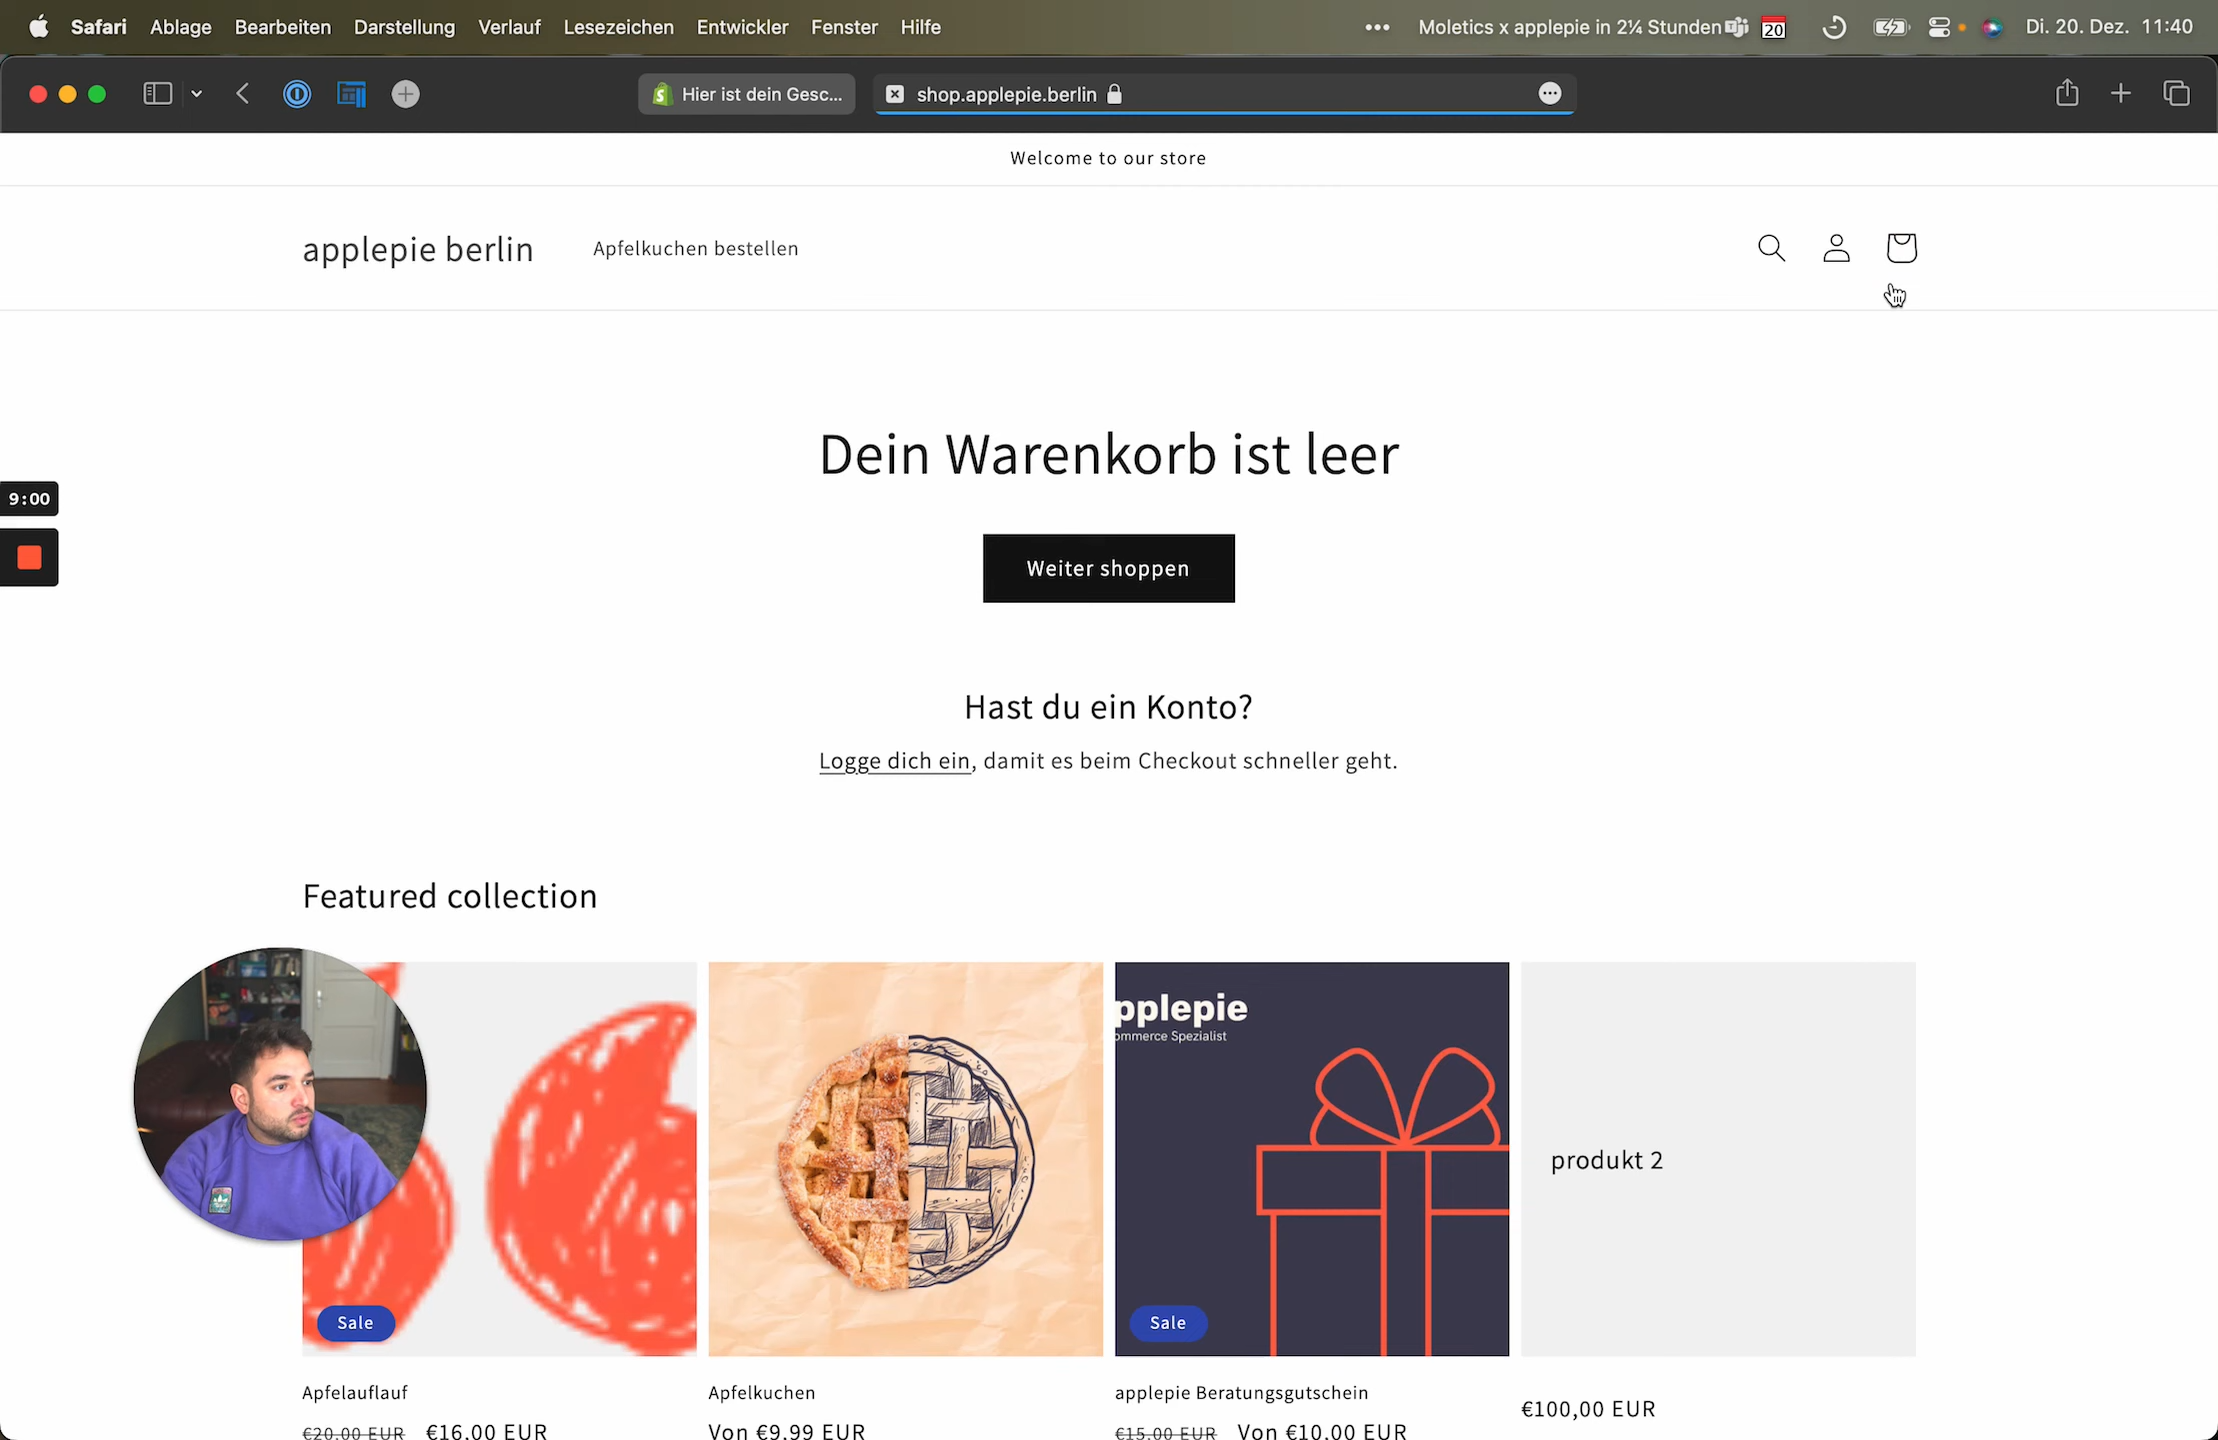 Safari Ablage Bearbeiten Darstellung Verlauf Lesezeichen Entwickler Fenster Hilfe
Moletics x applepie in 2¼ Stunden
20
Di. 20. Dez. 11:40
Hier ist dein Gesc...
shop.applepie.berlin
Welcome to our store
applepie berlin
Apfelkuchen bestellen
Dein Warenkorb ist leer
9:00
Weiter shoppen
Hast du ein Konto?
Logge dich ein, damit es beim Checkout schneller geht.
Featured collection
pplepie
ommerce Spezialist
produkt 2
Sale
Sale
Apfelauflauf
€20,00 EUR €16,00 EUR
Apfelkuchen
Von €9,99 EUR
applepie Beratungsgutschein
€15,00 EUR Von €10,00 EUR
€100,00 EUR